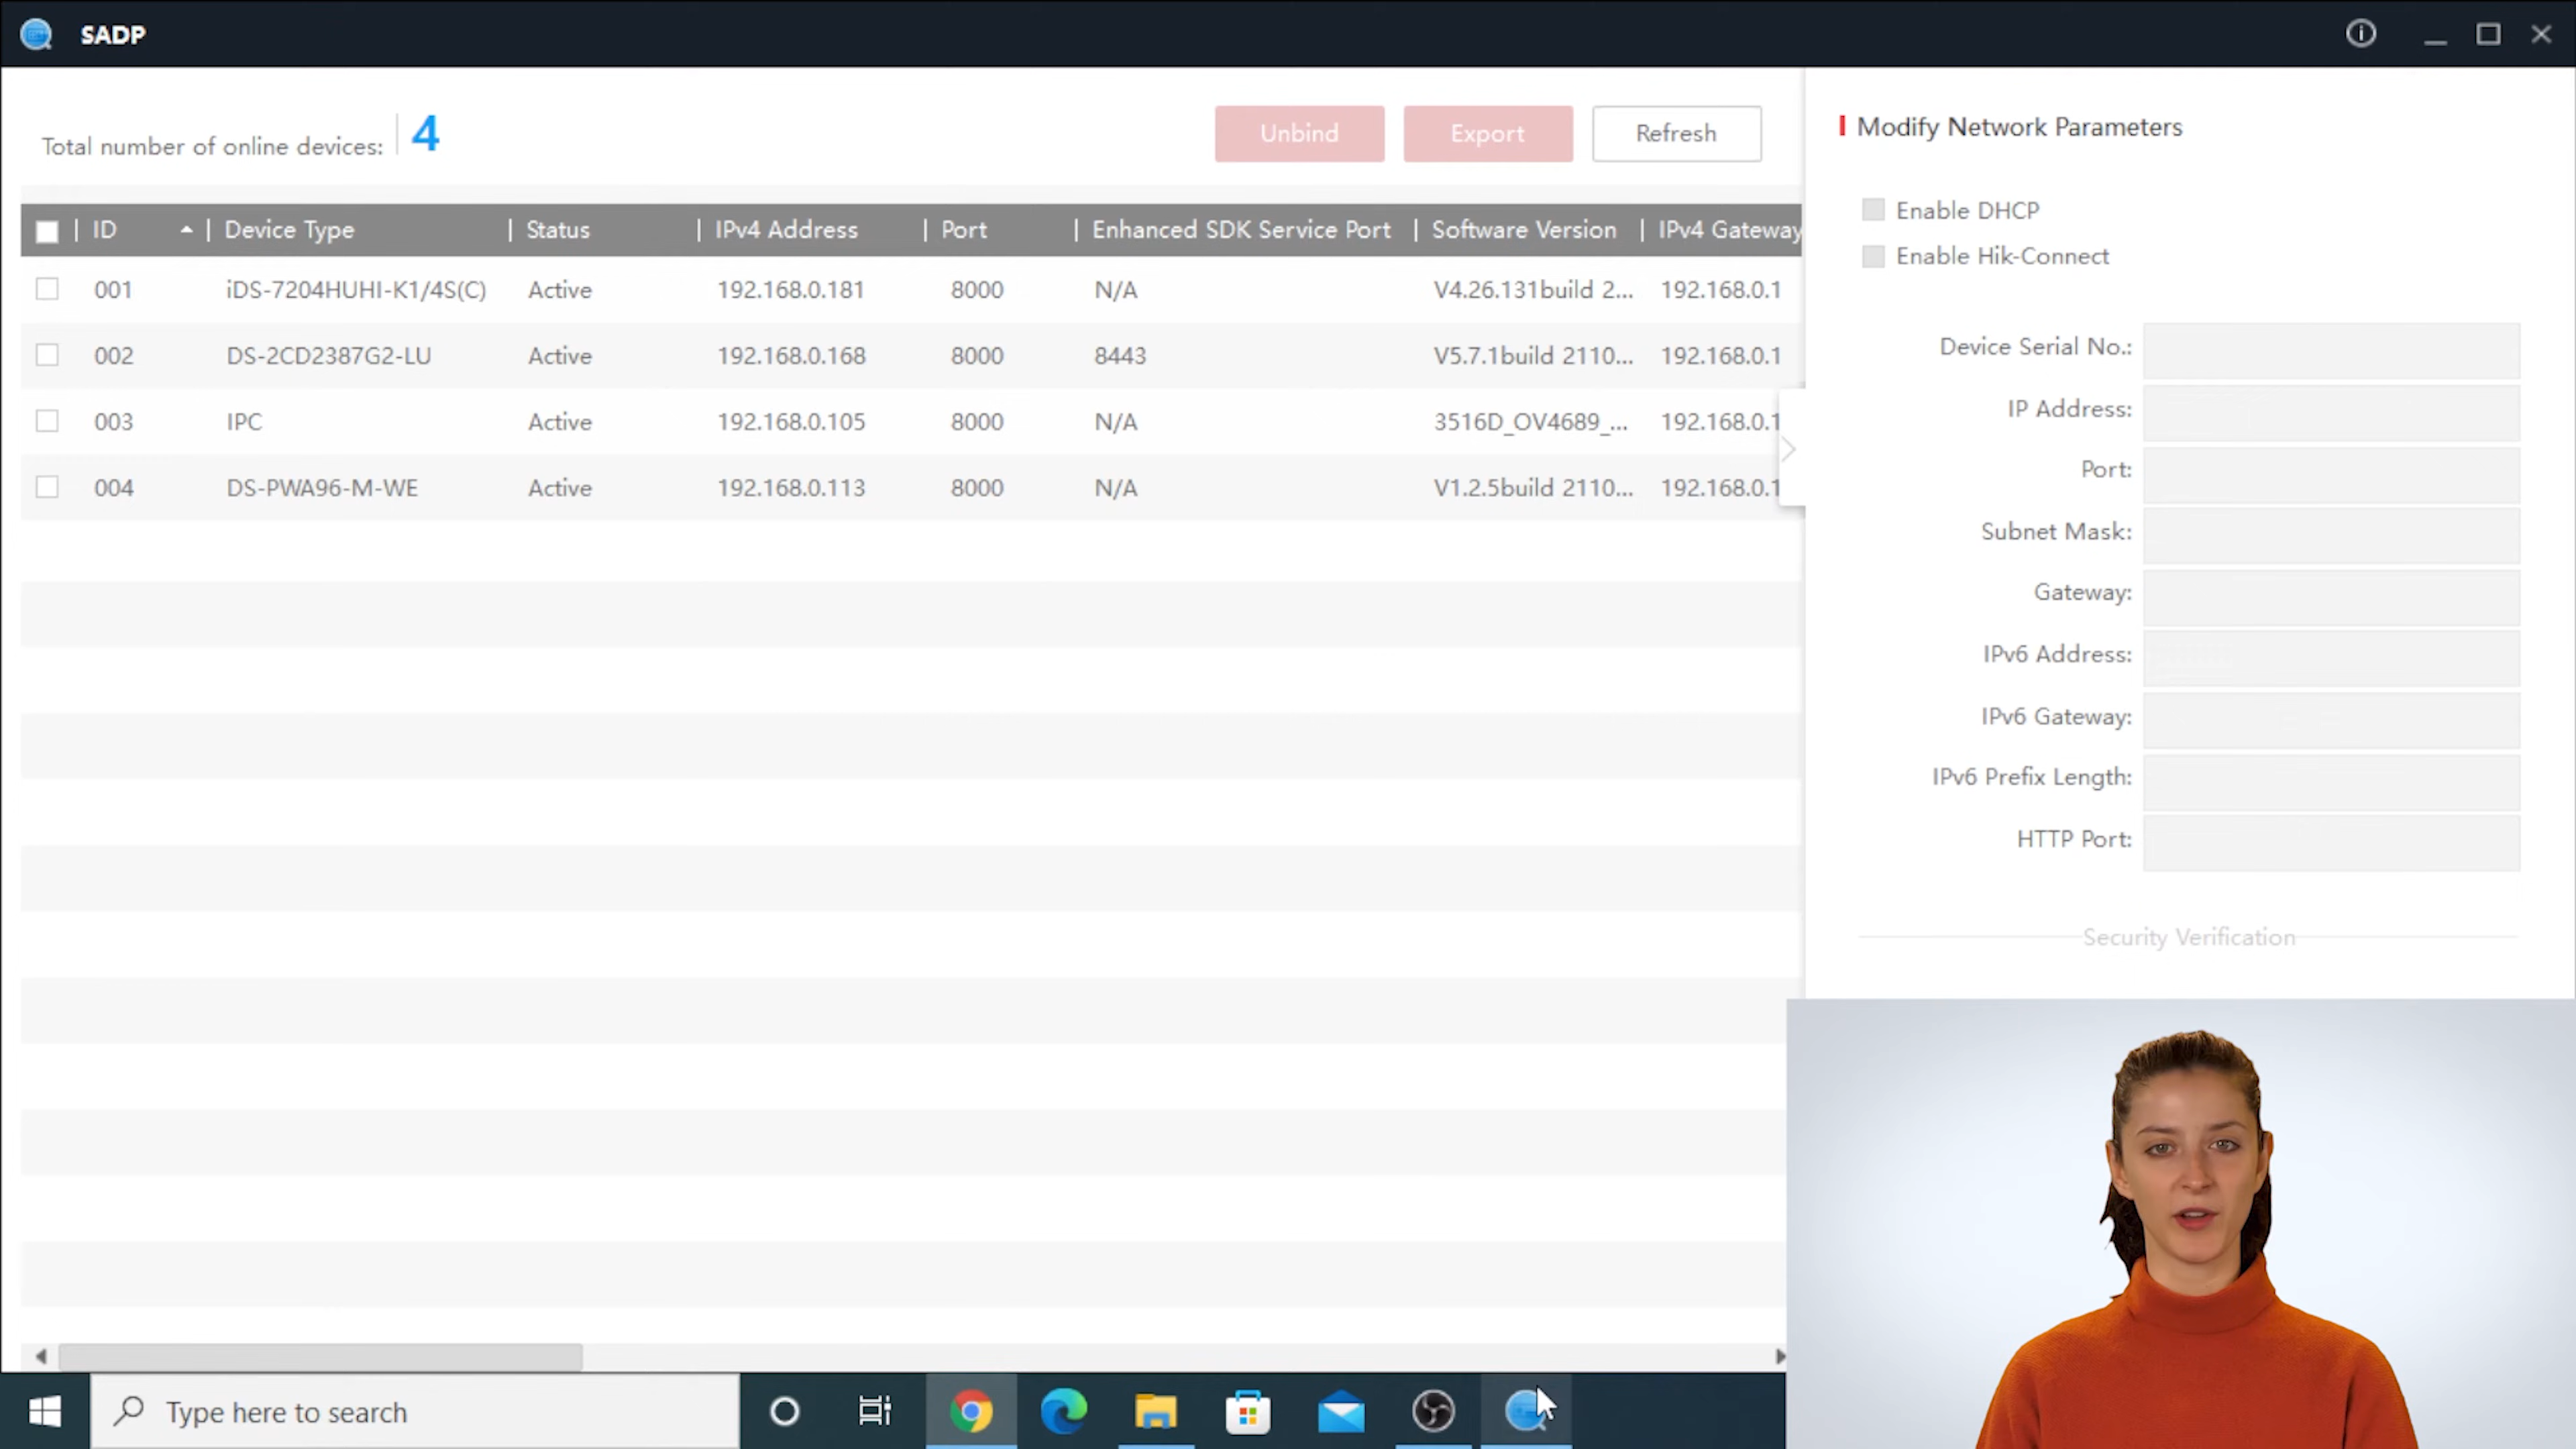 SADP
Total number of online devices: 4
Unbind Export Refresh
ID Device Type Status IPv4 Address Port Enhanced SDK Service Port Software Version IPv4 Gateway
001 iDS-7204HUHI-K1/4S(C) Active 192.168.0.181 8000 N/A V4.26.131build 2... 192.168.0.1
002 DS-2CD2387G2-LU Active 192.168.0.168 8000 8443 V5.7.1build 2110... 192.168.0.1
003 IPC Active 192.168.0.105 8000 N/A 3516D_OV4689_... 192.168.0.1
004 DS-PWA96-M-WE Active 192.168.0.113 8000 N/A V1.2.5build 2110... 192.168.0.1
Modify Network Parameters
Enable DHCP
Enable Hik-Connect
Device Serial No.:
IP Address:
Port:
Subnet Mask:
Gateway:
IPv6 Address:
IPv6 Gateway:
IPv6 Prefix Length:
HTTP Port:
Security Verification
Type here to search